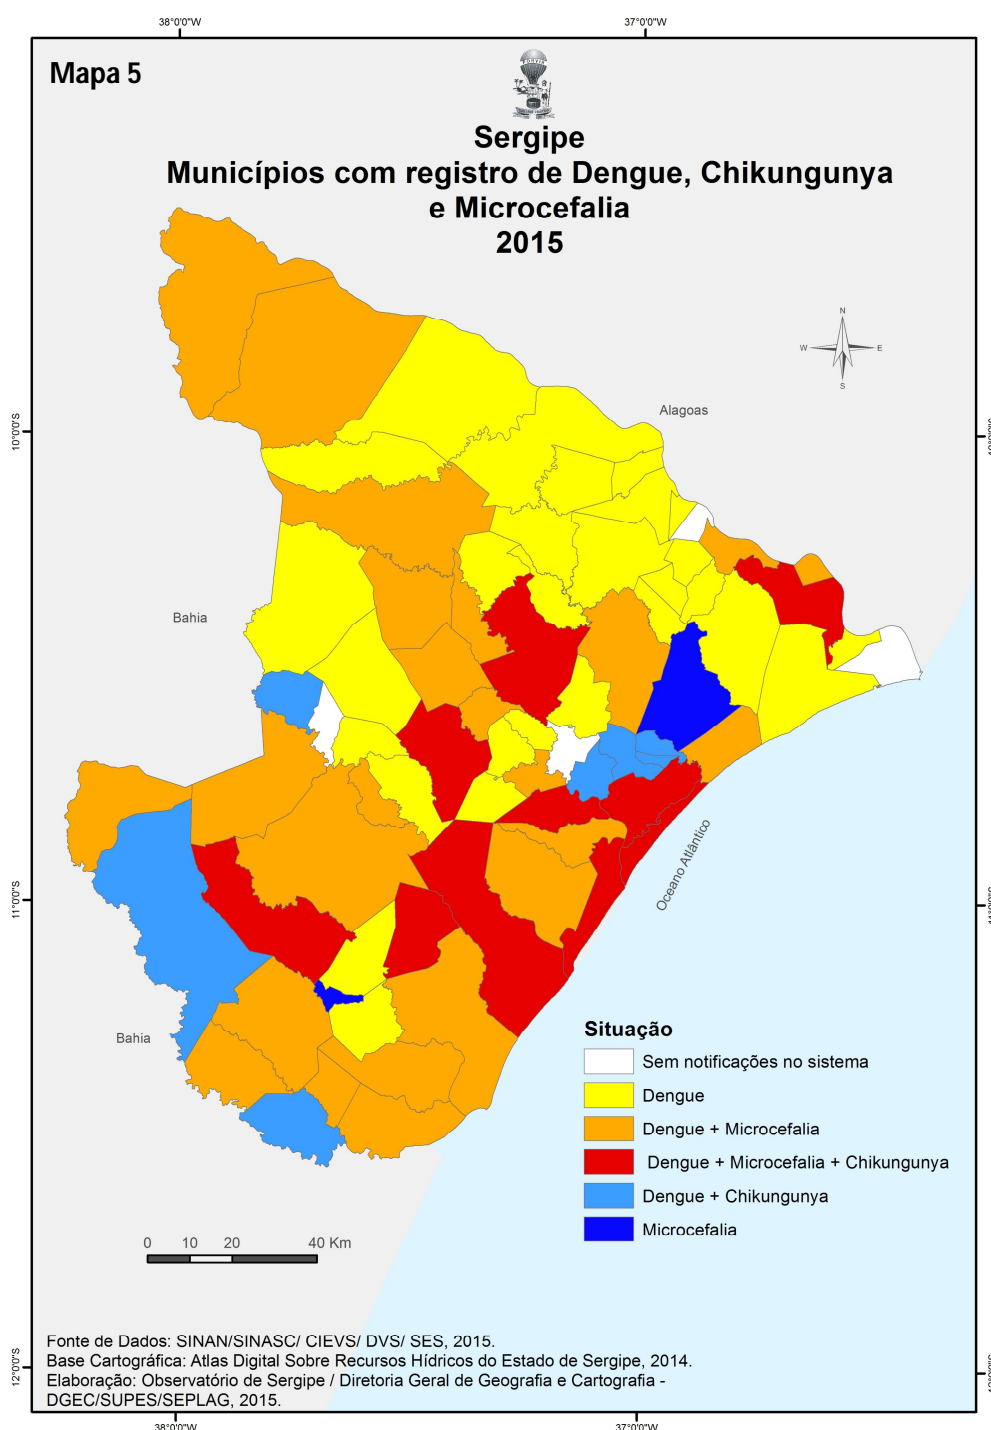 38°0'0"W
37°0'0"W
Mapa 5
Sergipe
Municípios com registro de Dengue, Chikungunya
e Microcefalia
2015
N
W
E
S
Alagoas
10°0'0"S
Bahia
Oceano Atlântico
11°0'0"S
Bahia
Situação
Sem notificações no sistema
Dengue
Dengue + Microcefalia
Dengue + Microcefalia + Chikungunya
Dengue + Chikungunya
Microcefalia
0 10 20 40 Km
Fonte de Dados: SINAN/SINASC/ CIEVS/ DVS/ SES, 2015.
Base Cartográfica: Atlas Digital Sobre Recursos Hídricos do Estado de Sergipe, 2014.
Elaboração: Observatório de Sergipe / Diretoria Geral de Geografia e Cartografia -
DGEC/SUPES/SEPLAG, 2015.
12°0'0"S
38°0'0"W
37°0'0"W